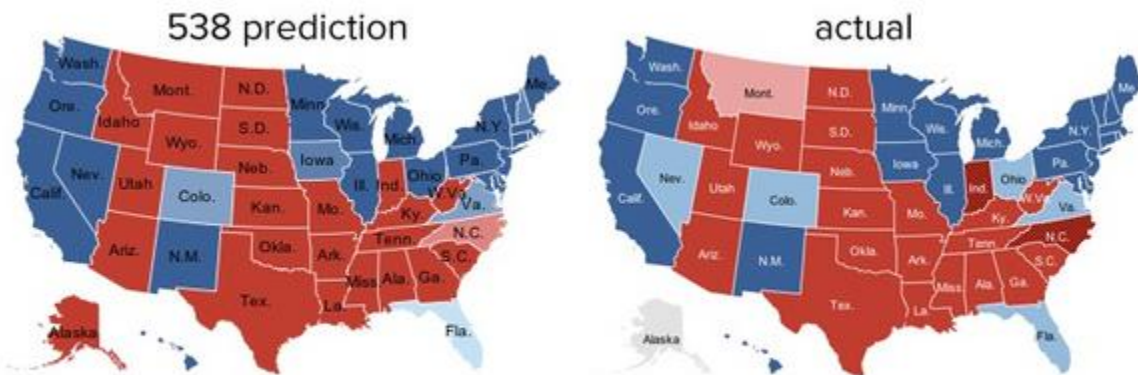 538 prediction
actual
Wash.
Ore.
Calif.
Nev.
Idaho
Mont.
Wyo.
Utah
Ariz.
Colo.
N.M.
N.D.
S.D.
Neb.
Kan.
Okla.
Tex.
Minn
Iowa
Mo.
Ark.
La.
Wis.
Ill.
Mich.
Ind.
Ohio
Ky.
Tenn.
Miss
Ala.
Ga.
Fla.
S.C.
N.C.
Va.
W.Va
Pa.
N.Y.
Me.
Alaska
Wash.
Ore.
Calif.
Nev.
Idaho
Mont.
Wyo.
Utah
Ariz.
Colo.
N.M.
N.D.
S.D.
Neb.
Kan.
Okla.
Tex.
Minn.
Iowa
Mo.
Ark.
La.
Wis.
Ill.
Mich.
Ind.
Ohio
Ky.
Tenn.
Miss.
Ala.
Ga.
Fla.
S.C.
N.C.
Va.
W.Va
Pa.
N.Y.
Me.
Alaska